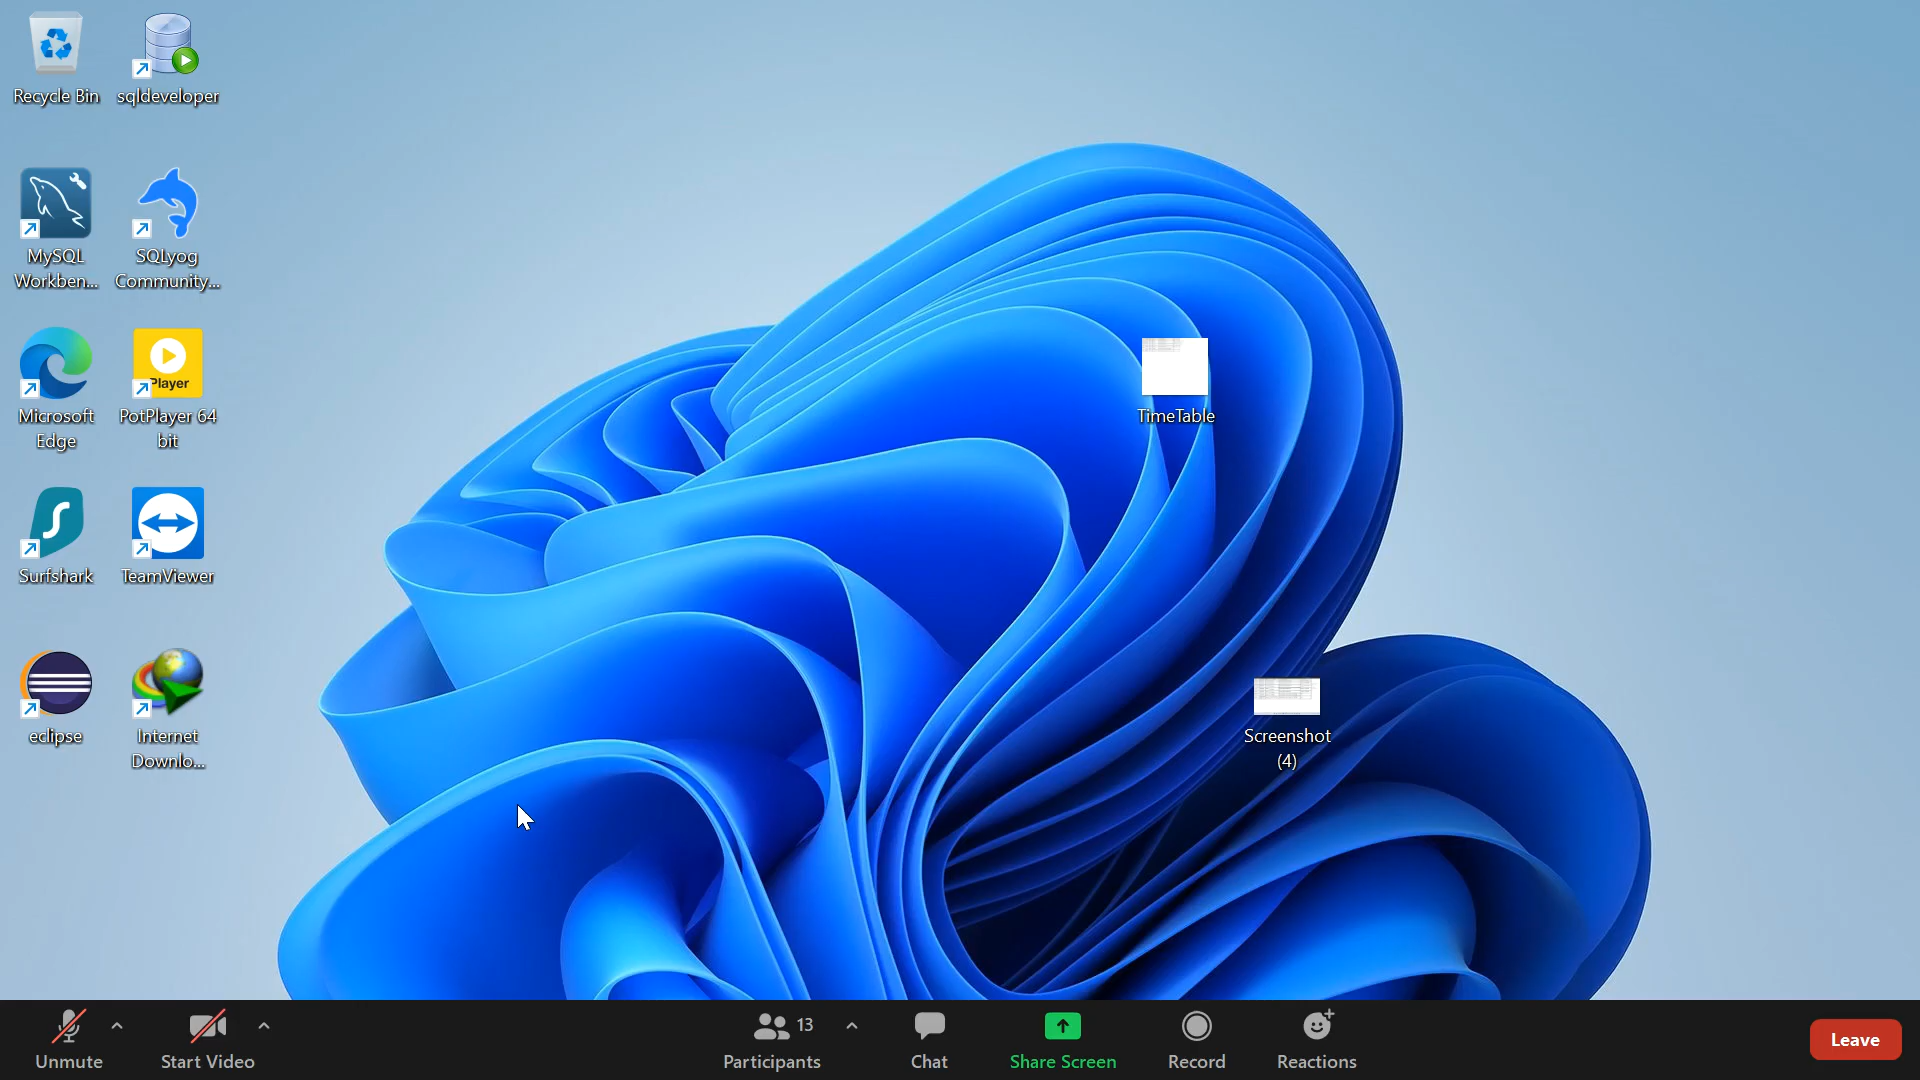 Recycle Bin
sqldeveloper
MySQL
Workben...
SQLyog
Community...
Microsoft
Edge
Player
PotPlayer 64
bit
Surfshark
TeamViewer
eclipse
Internet
Downlo...
TimeTable
Screenshot
(4)
Unmute
Start Video
13
Participants
Chat
Share Screen
Record
Reactions
Leave